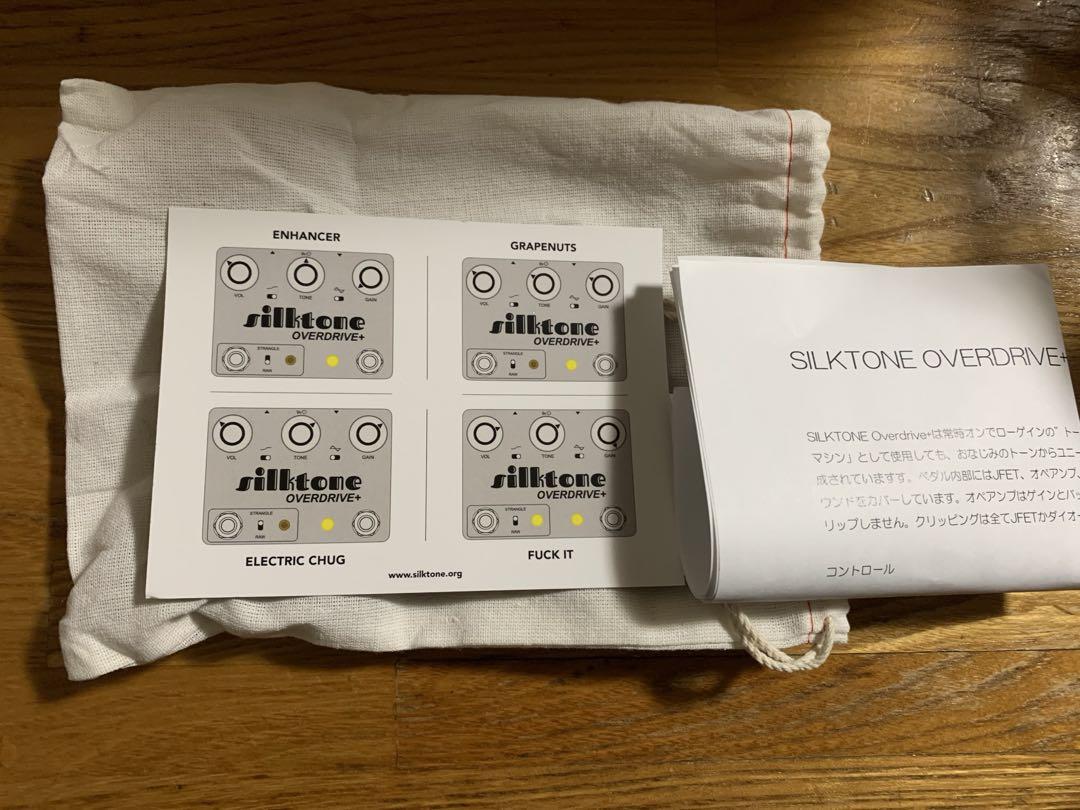 ENHANCER
VOL
TONE
GAIN
silktone
OVERDRIVE+
STRANGLE
RAW
GRAPENUTS
VOL
TONE
GAIN
silktone
OVERDRIVE+
STRANGLE
RAW
VOL
TONE
GAIN
silktone
OVERDRIVE+
STRANGLE
RAW
ELECTRIC CHUG
VOL
TONE
GAIN
silktone
OVERDRIVE+
STRANGLE
RAW
FUCK IT
www.silktone.org
SILKTONE OVERDRIVE+
SILKTONE Overdrive+は常時オンでローゲインの"トー
マシン」として使用しても、おなじみのトーンからユニー
成されていますす。ペダル内部にはJFET、オペアンプ、
ウンドをカバーしています。オペアンプはゲインとバッ
リップしません。クリッピングは全てJFETかダイオー
コントロール